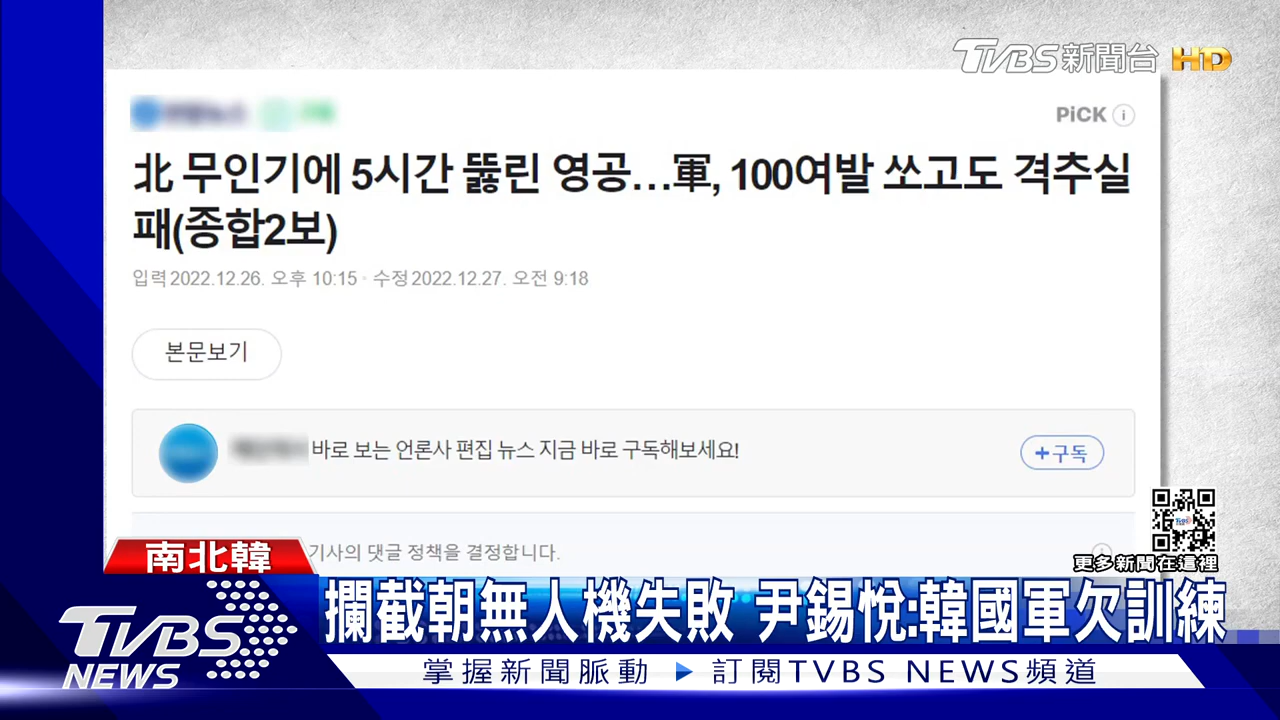 TVBS新聞台 HD
PiCK i
北 무인기에 5시간 뚫린 영공…軍, 100여발 쏘고도 격추실
패(종합2보)
입력 2022.12.26. 오후 10:15 · 수정 2022.12.27. 오전 9:18
본문보기
바로 보는 언론사 편집 뉴스 지금 바로 구독해보세요!
+구독
기사의 댓글 정책을 결정합니다.
TVBS
更多新聞在這裡
南北韓
攔截朝無人機失敗 尹錫悅:韓國軍欠訓練
TVBS
NEWS
掌握新聞脈動 ▶ 訂閱TVBS NEWS頻道